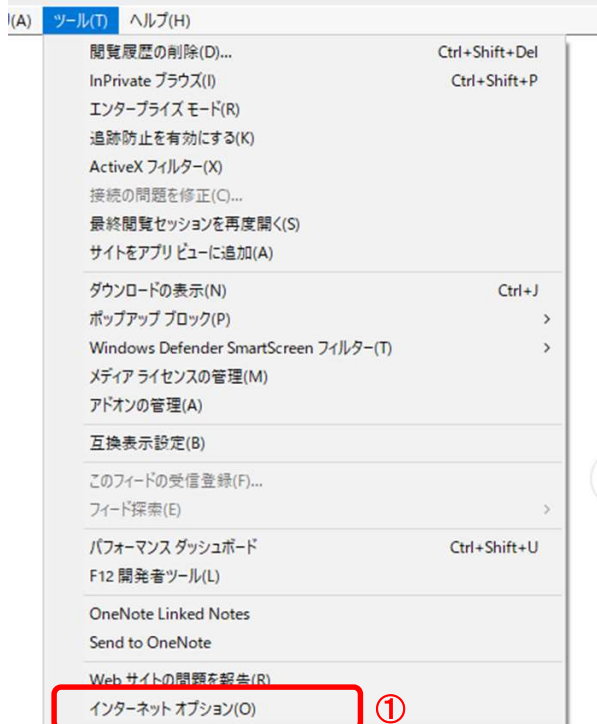 (A) ツール(T) ヘルプ(H)
閲覧履歴の削除(D)... Ctrl+Shift+Del
InPrivate ブラウズ(I) Ctrl+Shift+P
エンタープライズ モード(R)
追跡防止を有効にする(K)
ActiveX フィルター(X)
接続の問題を修正(C)...
最終閲覧セッションを再度開く(S)
サイトをアプリ ビューに追加(A)
ダウンロードの表示(N) Ctrl+J
ポップアップ ブロック(P) >
Windows Defender SmartScreen フィルター(T) >
メディア ライセンスの管理(M)
アドオンの管理(A)
互換表示設定(B)
このフィードの受信登録(F)...
フィード探索(E) >
パフォーマンス ダッシュボード Ctrl+Shift+U
F12 開発者ツール(L)
OneNote Linked Notes
Send to OneNote
Web サイトの問題を報告(R)
インターネット オプション(O) ①